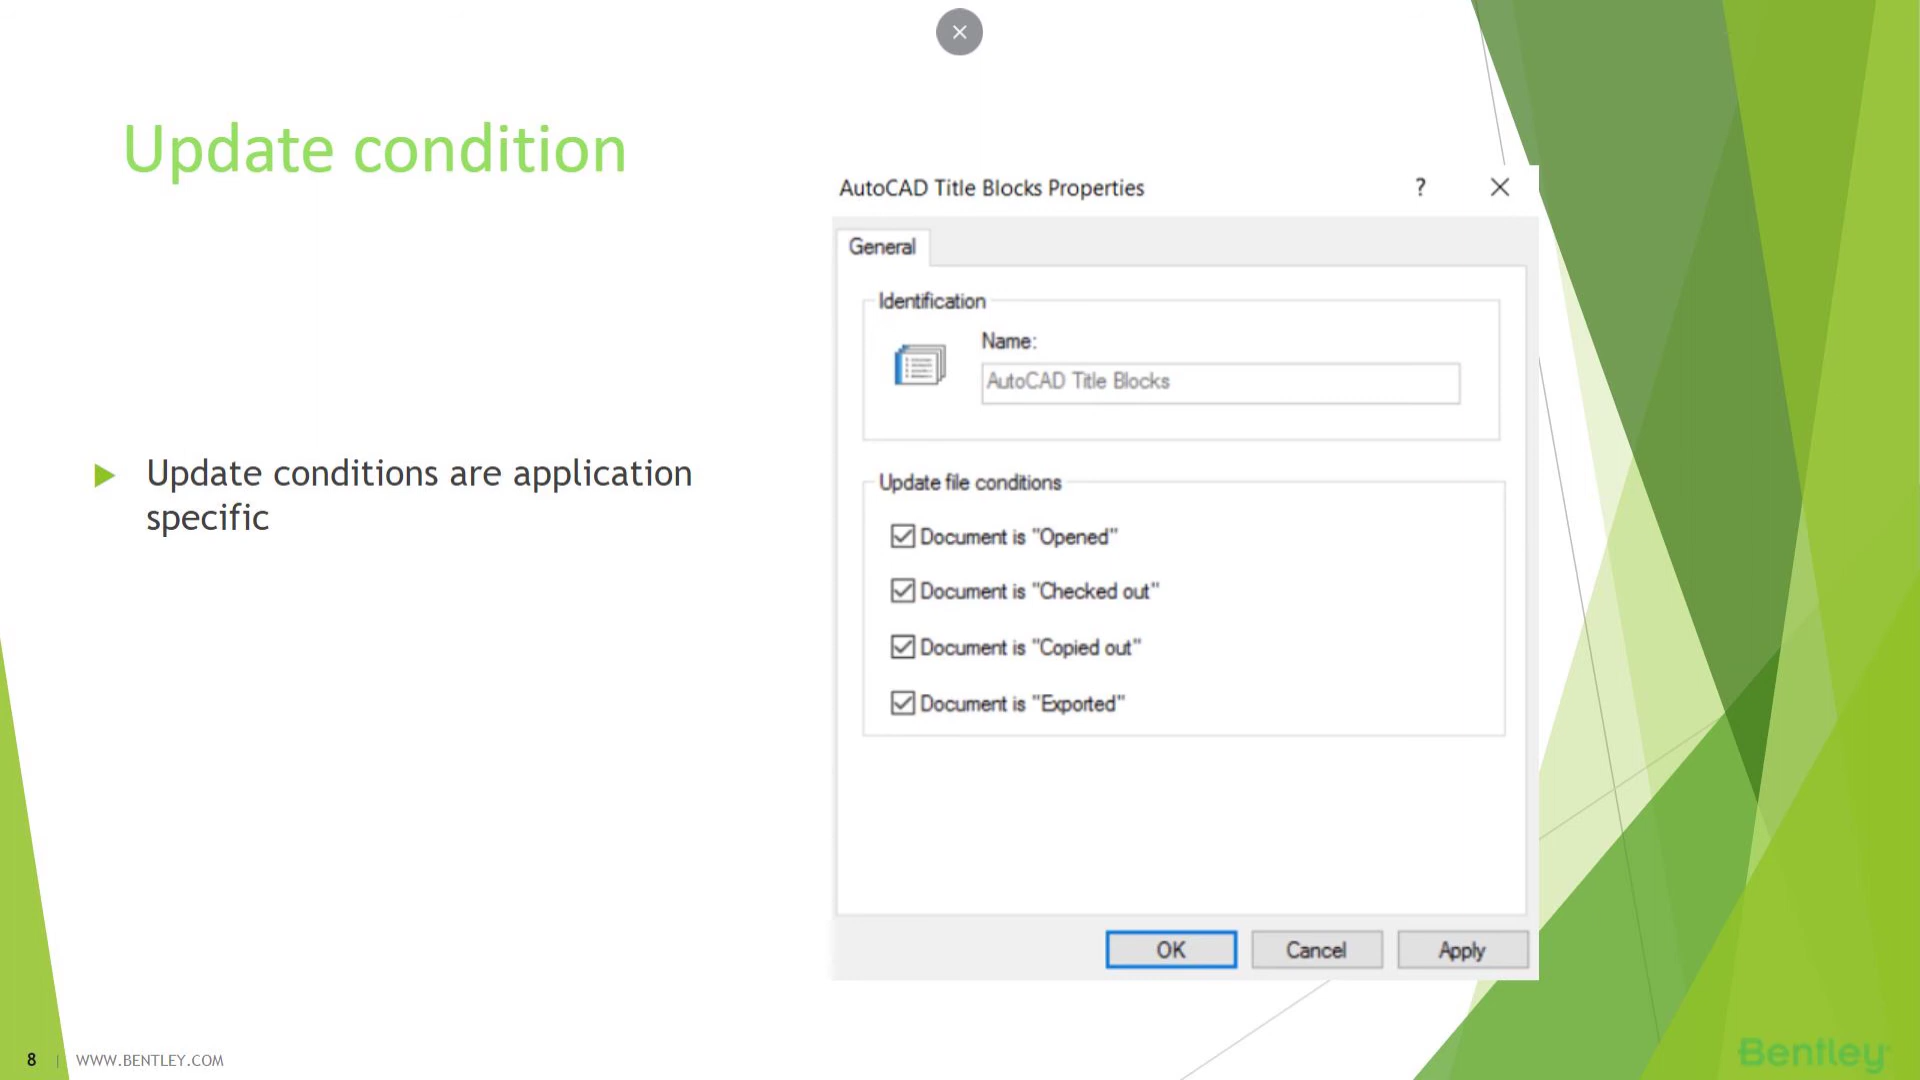 Update condition
Update conditions are application
specific
AutoCAD Title Blocks Properties
?
General
Identification
Name:
AutoCAD Title Blocks
Update file conditions
Document is "Opened"
Document is "Checked out"
Document is "Copied out"
Document is "Exported"
OK
Cancel
Apply
8 | WWW.BENTLEY.COM
Bentley